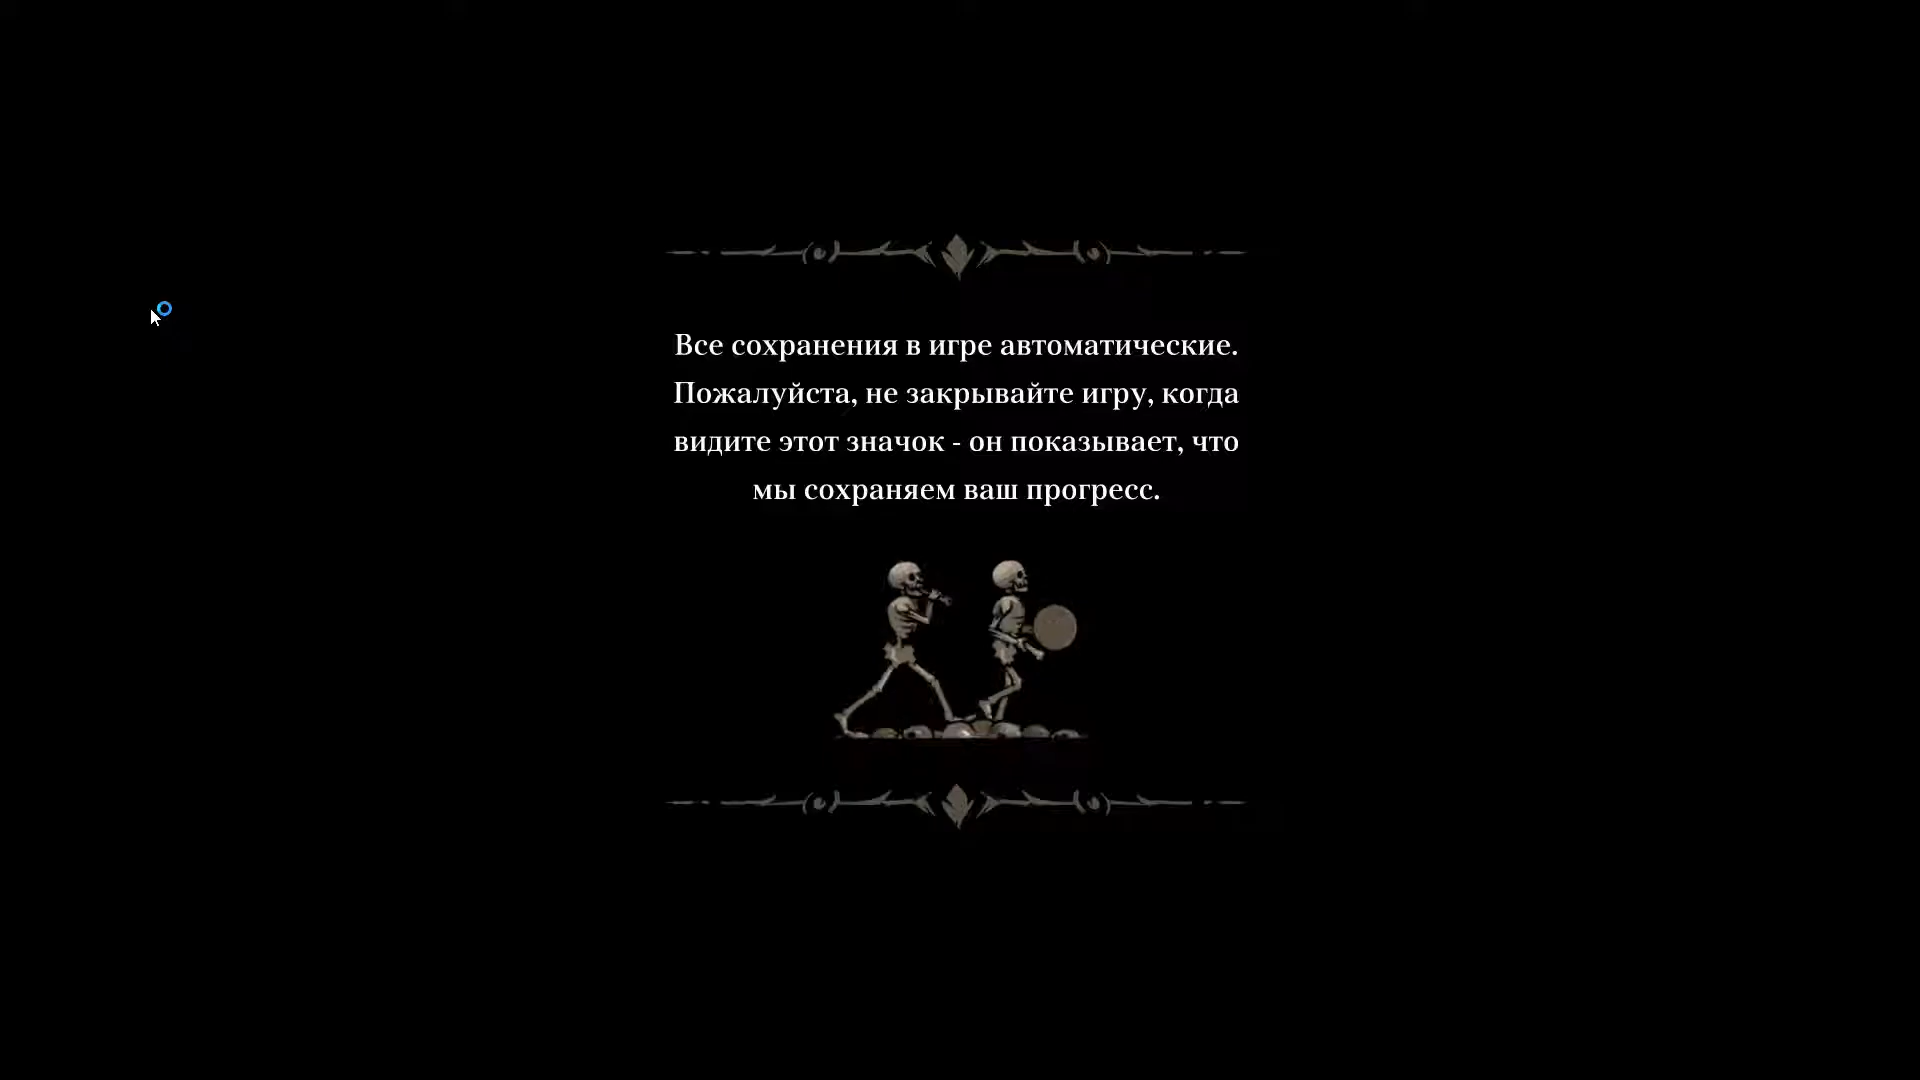 Все сохранения в игре автоматические.
Пожалуйста, не закрывайте игру, когда
видите этот значок - он показывает, что
мы сохраняем ваш прогресс.